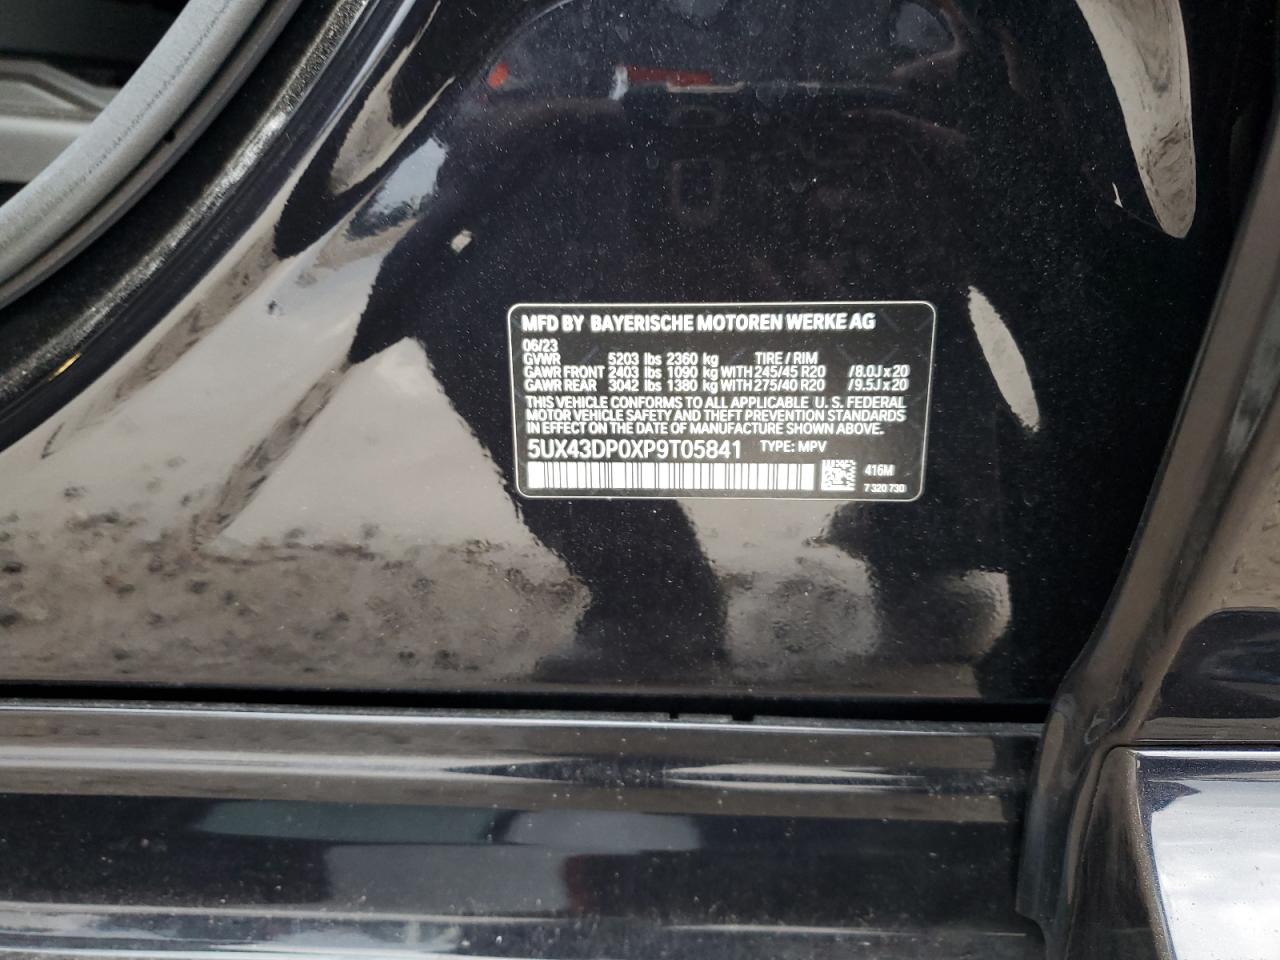 MFD BY BAYERISCHE MOTOREN WERKE AG
06/23
GVWR 5203 lbs 2360 kg TIRE / RIM
GAWR FRONT 2403 lbs 1090 kg WITH 245/45 R20 /8.0J x 20
GAWR REAR 3042 lbs 1380 kg WITH 275/40 R20 /9.5J x 20
THIS VEHICLE CONFORMS TO ALL APPLICABLE U. S. FEDERAL
MOTOR VEHICLE SAFETY AND THEFT PREVENTION STANDARDS
IN EFFECT ON THE DATE OF MANUFACTURE SHOWN ABOVE.
5UX43DP0XP9T05841 TYPE: MPV
416M
7 320 730